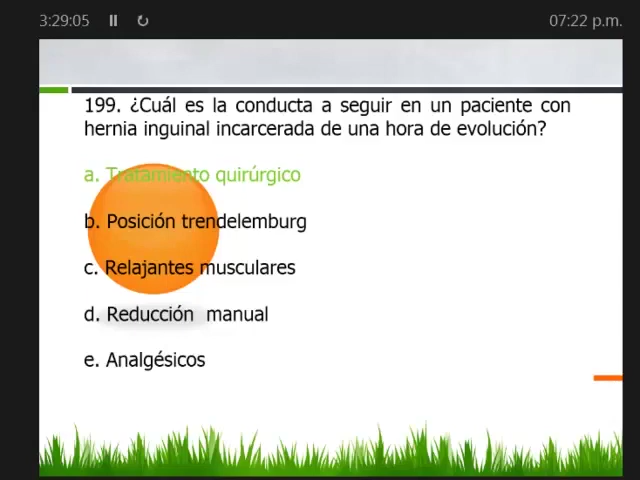 3:29:05
07:22 p.m.
199. ¿Cuál es la conducta a seguir en un paciente con
hernia inguinal incarcerada de una hora de evolución?
a. Tratamiento quirúrgico
b. Posición trendelemburg
c. Relajantes musculares
d. Reducción manual
e. Analgésicos